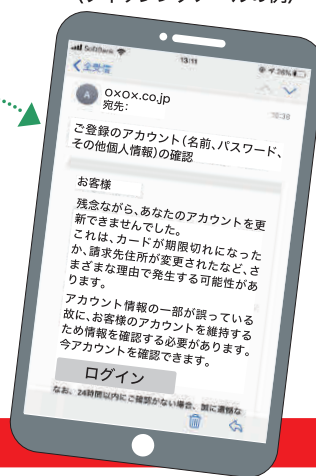 SoftBank
13:11
26%
全受信
A
o×o×.co.jp
宛先:
10:39
ご登録のアカウント(名前、パスワード、
その他個人情報)の確認
お客様
残念ながら、あなたのアカウントを更
新できませんでした。
これは、カードが期限切れになった
か、請求先住所が変更されたなど、さ
まざまな理由で発生する可能性があ
ります。
アカウント情報の一部が誤っている
故に、お客様のアカウントを維持する
ため情報を確認する必要があります。
今アカウントを確認できます。
ログイン
なお、24時間以内にご確認がない場合、誠に遺憾な